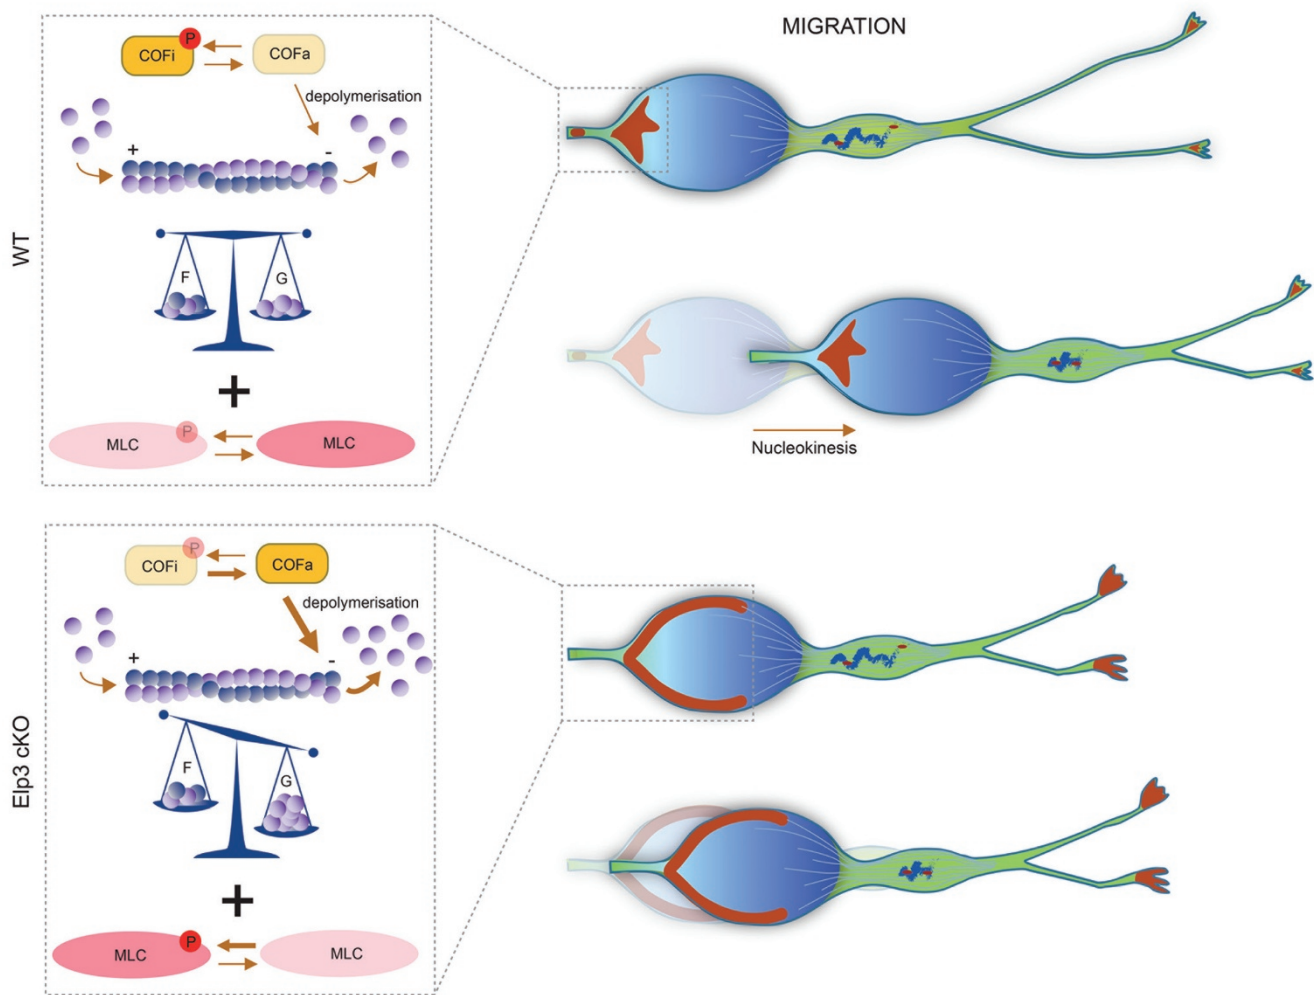 MIGRATION
WT
P
COFi
COFa
depolymerisation
+
-
F
G
+
P
MLC
MLC
Nucleokinesis
Elp3 cKO
P
COFi
COFa
depolymerisation
+
-
F
G
+
P
MLC
MLC